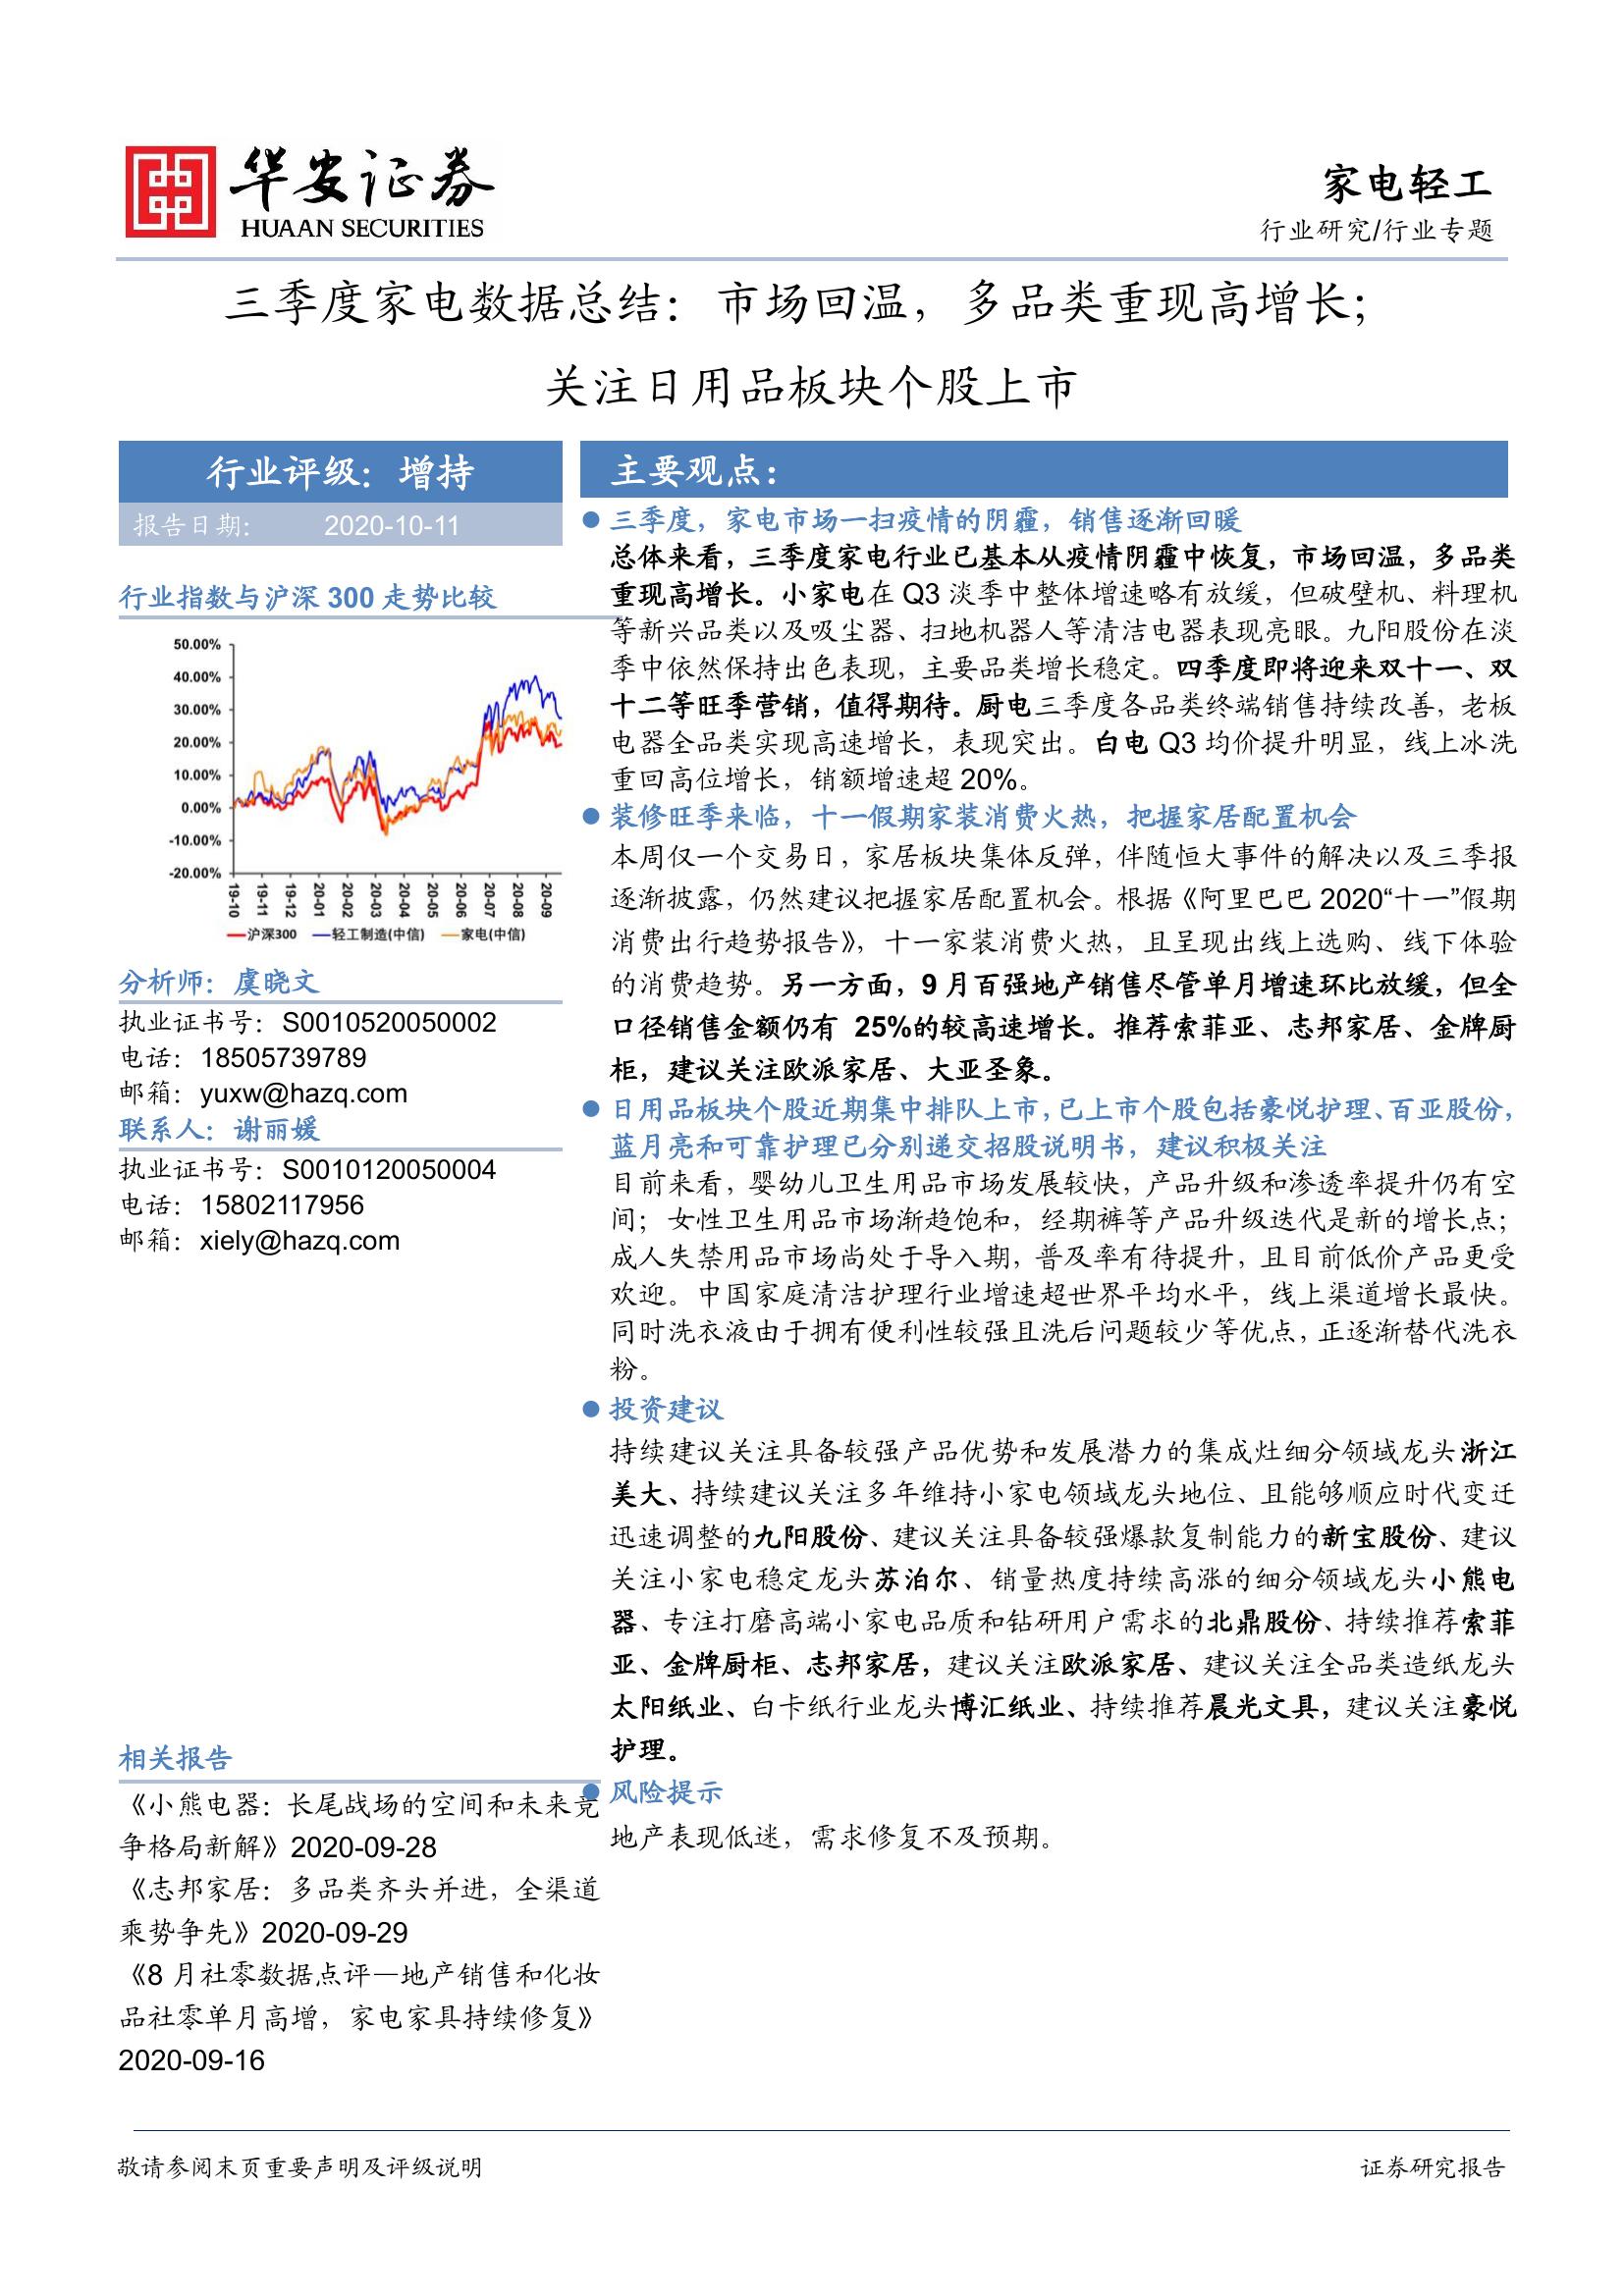 华安证券
HUAAN SECURITIES
家电轻工
行业研究/行业专题
三季度家电数据总结：市场回温，多品类重现高增长；
关注日用品板块个股上市
行业评级：增持
报告日期： 2020-10-11
行业指数与沪深 300 走势比较
50.00%
40.00%
30.00%
20.00%
10.00%
0.00%
-10.00%
-20.00%
19-10 19-11 19-12 20-01 20-02 20-03 20-04 20-05 20-06 20-07 20-08 20-09
沪深300 轻工制造(中信) 家电(中信)
分析师：虞晓文
执业证书号：S0010520050002
电话：18505739789
邮箱：yuxw@hazq.com
联系人：谢丽媛
执业证书号：S0010120050004
电话：15802117956
邮箱：xiely@hazq.com
相关报告
《小熊电器：长尾战场的空间和未来竞
争格局新解》2020-09-28
《志邦家居：多品类齐头并进，全渠道
乘势争先》2020-09-29
《8 月社零数据点评—地产销售和化妆
品社零单月高增，家电家具持续修复》
2020-09-16
主要观点：
三季度，家电市场一扫疫情的阴霾，销售逐渐回暖
总体来看，三季度家电行业已基本从疫情阴霾中恢复，市场回温，多品类
重现高增长。小家电在 Q3 淡季中整体增速略有放缓，但破壁机、料理机
等新兴品类以及吸尘器、扫地机器人等清洁电器表现亮眼。九阳股份在淡
季中依然保持出色表现，主要品类增长稳定。四季度即将迎来双十一、双
十二等旺季营销，值得期待。厨电三季度各品类终端销售持续改善，老板
电器全品类实现高速增长，表现突出。白电 Q3 均价提升明显，线上冰洗
重回高位增长，销额增速超 20%。
装修旺季来临，十一假期家装消费火热，把握家居配置机会
本周仅一个交易日，家居板块集体反弹，伴随恒大事件的解决以及三季报
逐渐披露，仍然建议把握家居配置机会。根据《阿里巴巴 2020“十一”假期
消费出行趋势报告》，十一家装消费火热，且呈现出线上选购、线下体验
的消费趋势。另一方面，9 月百强地产销售尽管单月增速环比放缓，但全
口径销售金额仍有 25%的较高速增长。推荐索菲亚、志邦家居、金牌厨
柜，建议关注欧派家居、大亚圣象。
日用品板块个股近期集中排队上市，已上市个股包括豪悦护理、百亚股份，
蓝月亮和可靠护理已分别递交招股说明书，建议积极关注
目前来看，婴幼儿卫生用品市场发展较快，产品升级和渗透率提升仍有空
间；女性卫生用品市场渐趋饱和，经期裤等产品升级迭代是新的增长点；
成人失禁用品市场尚处于导入期，普及率有待提升，且目前低价产品更受
欢迎。中国家庭清洁护理行业增速超世界平均水平，线上渠道增长最快。
同时洗衣液由于拥有便利性较强且洗后问题较少等优点，正逐渐替代洗衣
粉。
投资建议
持续建议关注具备较强产品优势和发展潜力的集成灶细分领域龙头浙江
美大、持续建议关注多年维持小家电领域龙头地位、且能够顺应时代变迁
迅速调整的九阳股份、建议关注具备较强爆款复制能力的新宝股份、建议
关注小家电稳定龙头苏泊尔、销量热度持续高涨的细分领域龙头小熊电
器、专注打磨高端小家电品质和钻研用户需求的北鼎股份、持续推荐索菲
亚、金牌厨柜、志邦家居，建议关注欧派家居、建议关注全品类造纸龙头
太阳纸业、白卡纸行业龙头博汇纸业、持续推荐晨光文具，建议关注豪悦
护理。
风险提示
地产表现低迷，需求修复不及预期。
敬请参阅末页重要声明及评级说明
证券研究报告